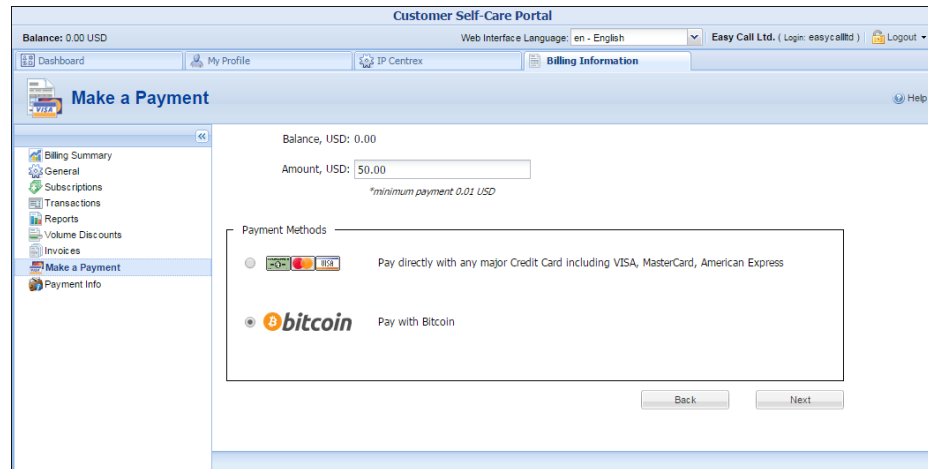 Customer Self-Care Portal
Balance: 0.00 USD
Web Interface Language: en - English
Easy Call Ltd. ( Login: easycallltd )
Logout
Dashboard
My Profile
IP Centrex
Billing Information
VISA
Make a Payment
Help
Billing Summary
General
Subscriptions
Transactions
Reports
Volume Discounts
Invoices
Make a Payment
Payment Info
Balance, USD: 0.00
Amount, USD: 50.00
*minimum payment 0.01 USD
Payment Methods
VISA
Pay directly with any major Credit Card including VISA, MasterCard, American Express
bitcoin
Pay with Bitcoin
Back
Next